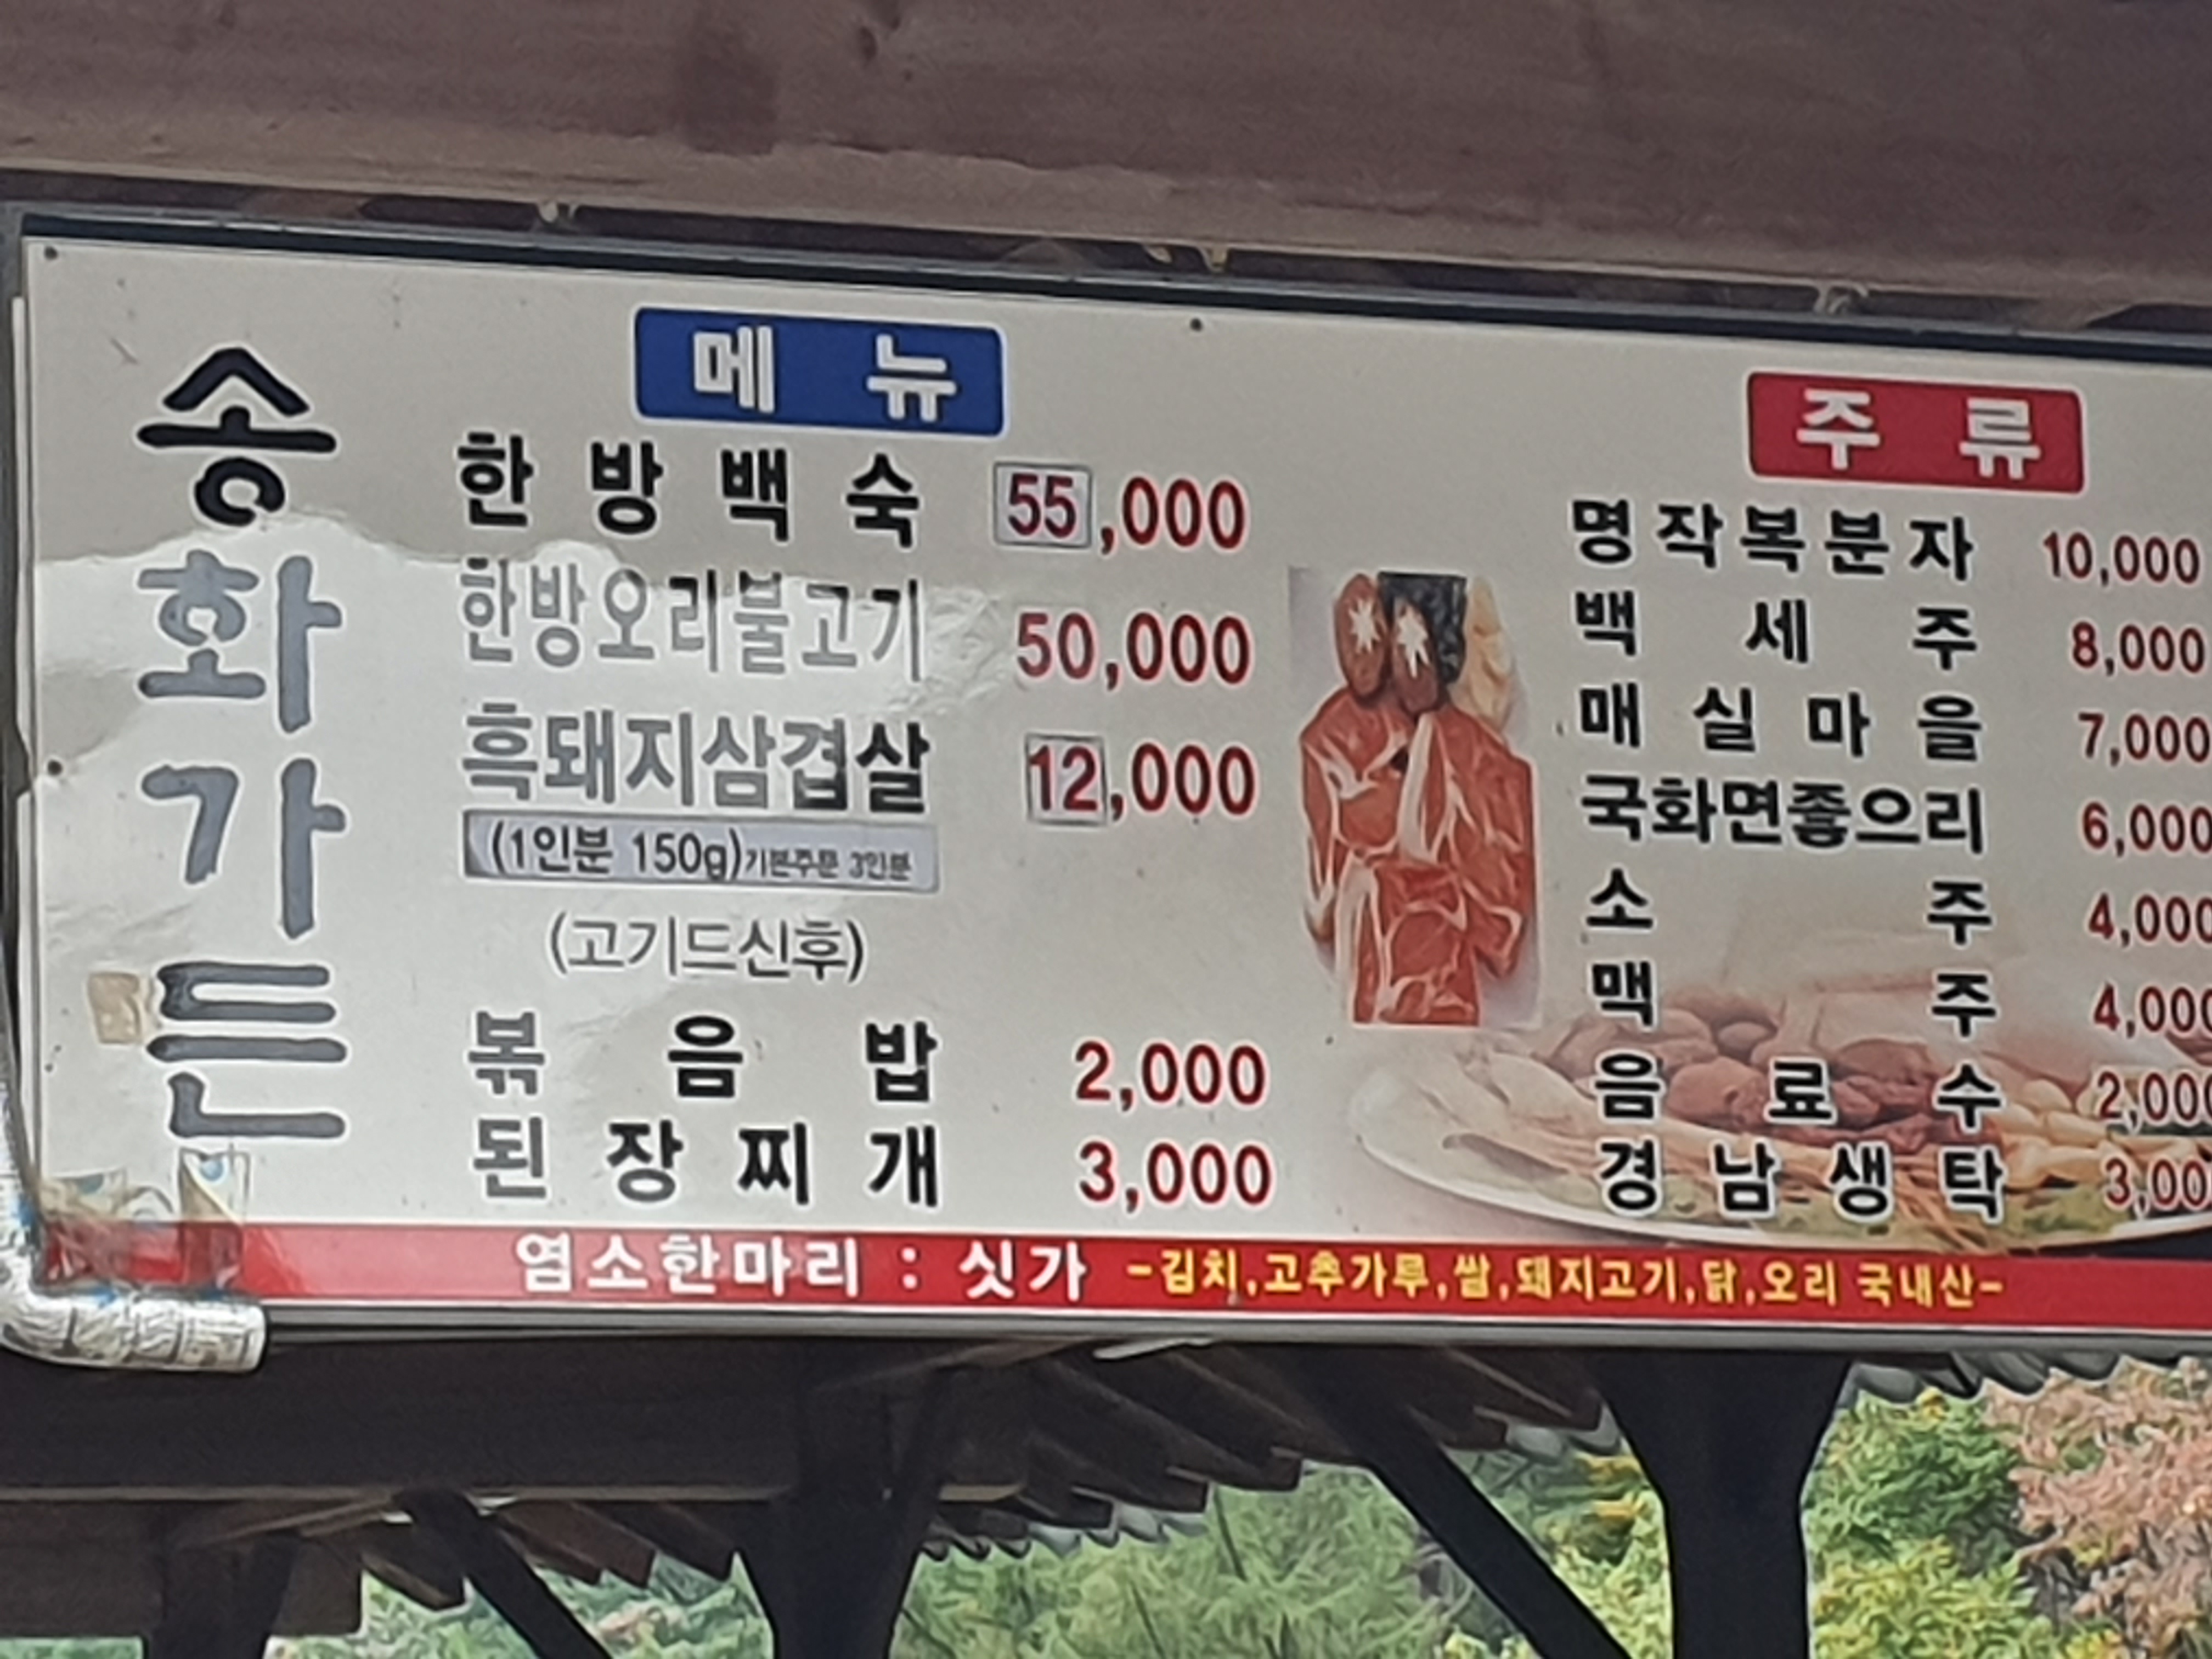 송화가든
메뉴
한방백숙 55,000
한방오리불고기 50,000
흑돼지삼겹살 12,000
(1인분 150g)기본주문 3인분
(고기드신후)
볶음밥 2,000
된장찌개 3,000
주류
명작복분자 10,000
백세주 8,000
매실마을 7,000
국화면좋으리 6,000
소주 4,000
맥주 4,000
음료수 2,000
경남생탁 3,00
염소한마리 : 싯가 -김치,고추가루,쌀,돼지고기,닭,오리 국내산-